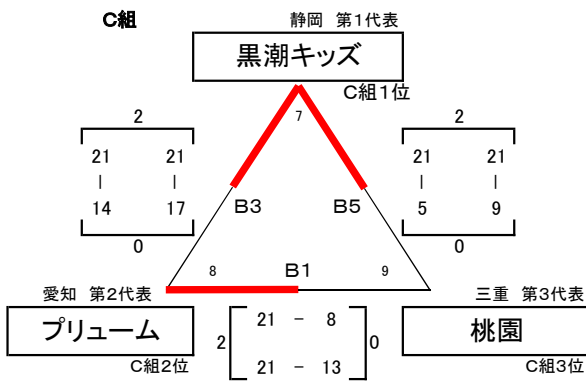 C組
静岡 第1代表
黒潮キッズ
C組1位
7
2
21 21
- -
14 17
0
2
21 21
- -
5 9
0
B3
B5
8
B1
9
愛知 第2代表
プリューム
C組2位
2
21 - 8
21 - 13
0
三重 第3代表
桃園
C組3位